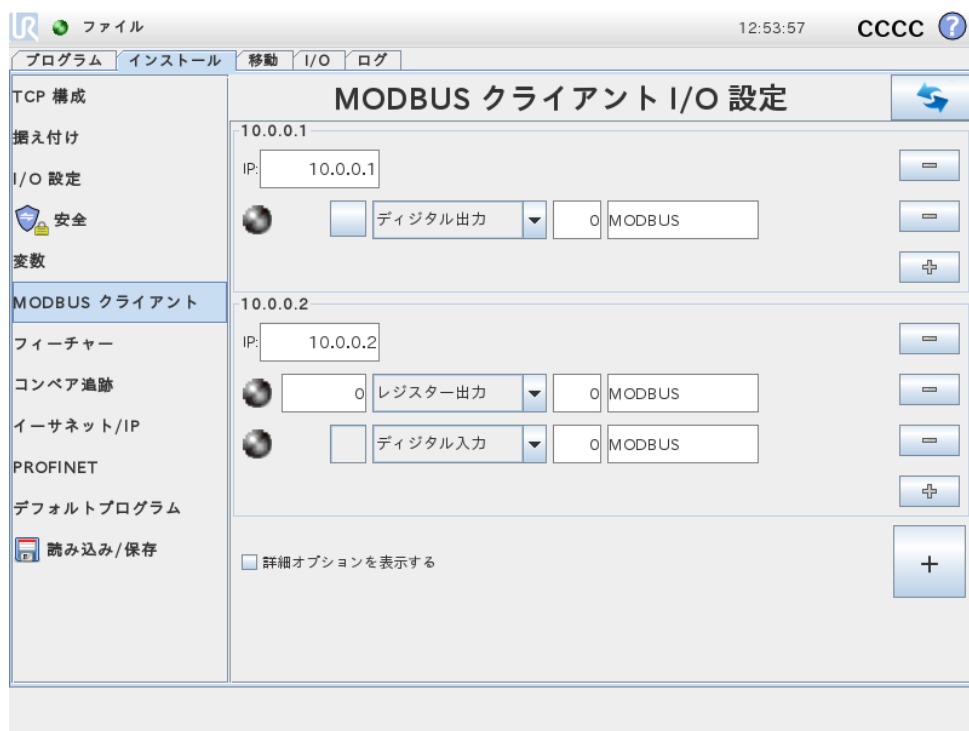 UR ファイル 12:53:57 CCCC ?
プログラム インストール 移動 I/O ログ
TCP 構成
据え付け
I/O 設定
安全
変数
MODBUS クライアント
フィーチャー
コンベア追跡
イーサネット/IP
PROFINET
デフォルトプログラム
読み込み/保存
MODBUS クライアント I/O 設定
10.0.0.1
IP: 10.0.0.1
ディジタル出力 0 MODBUS
10.0.0.2
IP: 10.0.0.2
0 レジスター出力 0 MODBUS
ディジタル入力 0 MODBUS
詳細オプションを表示する
+